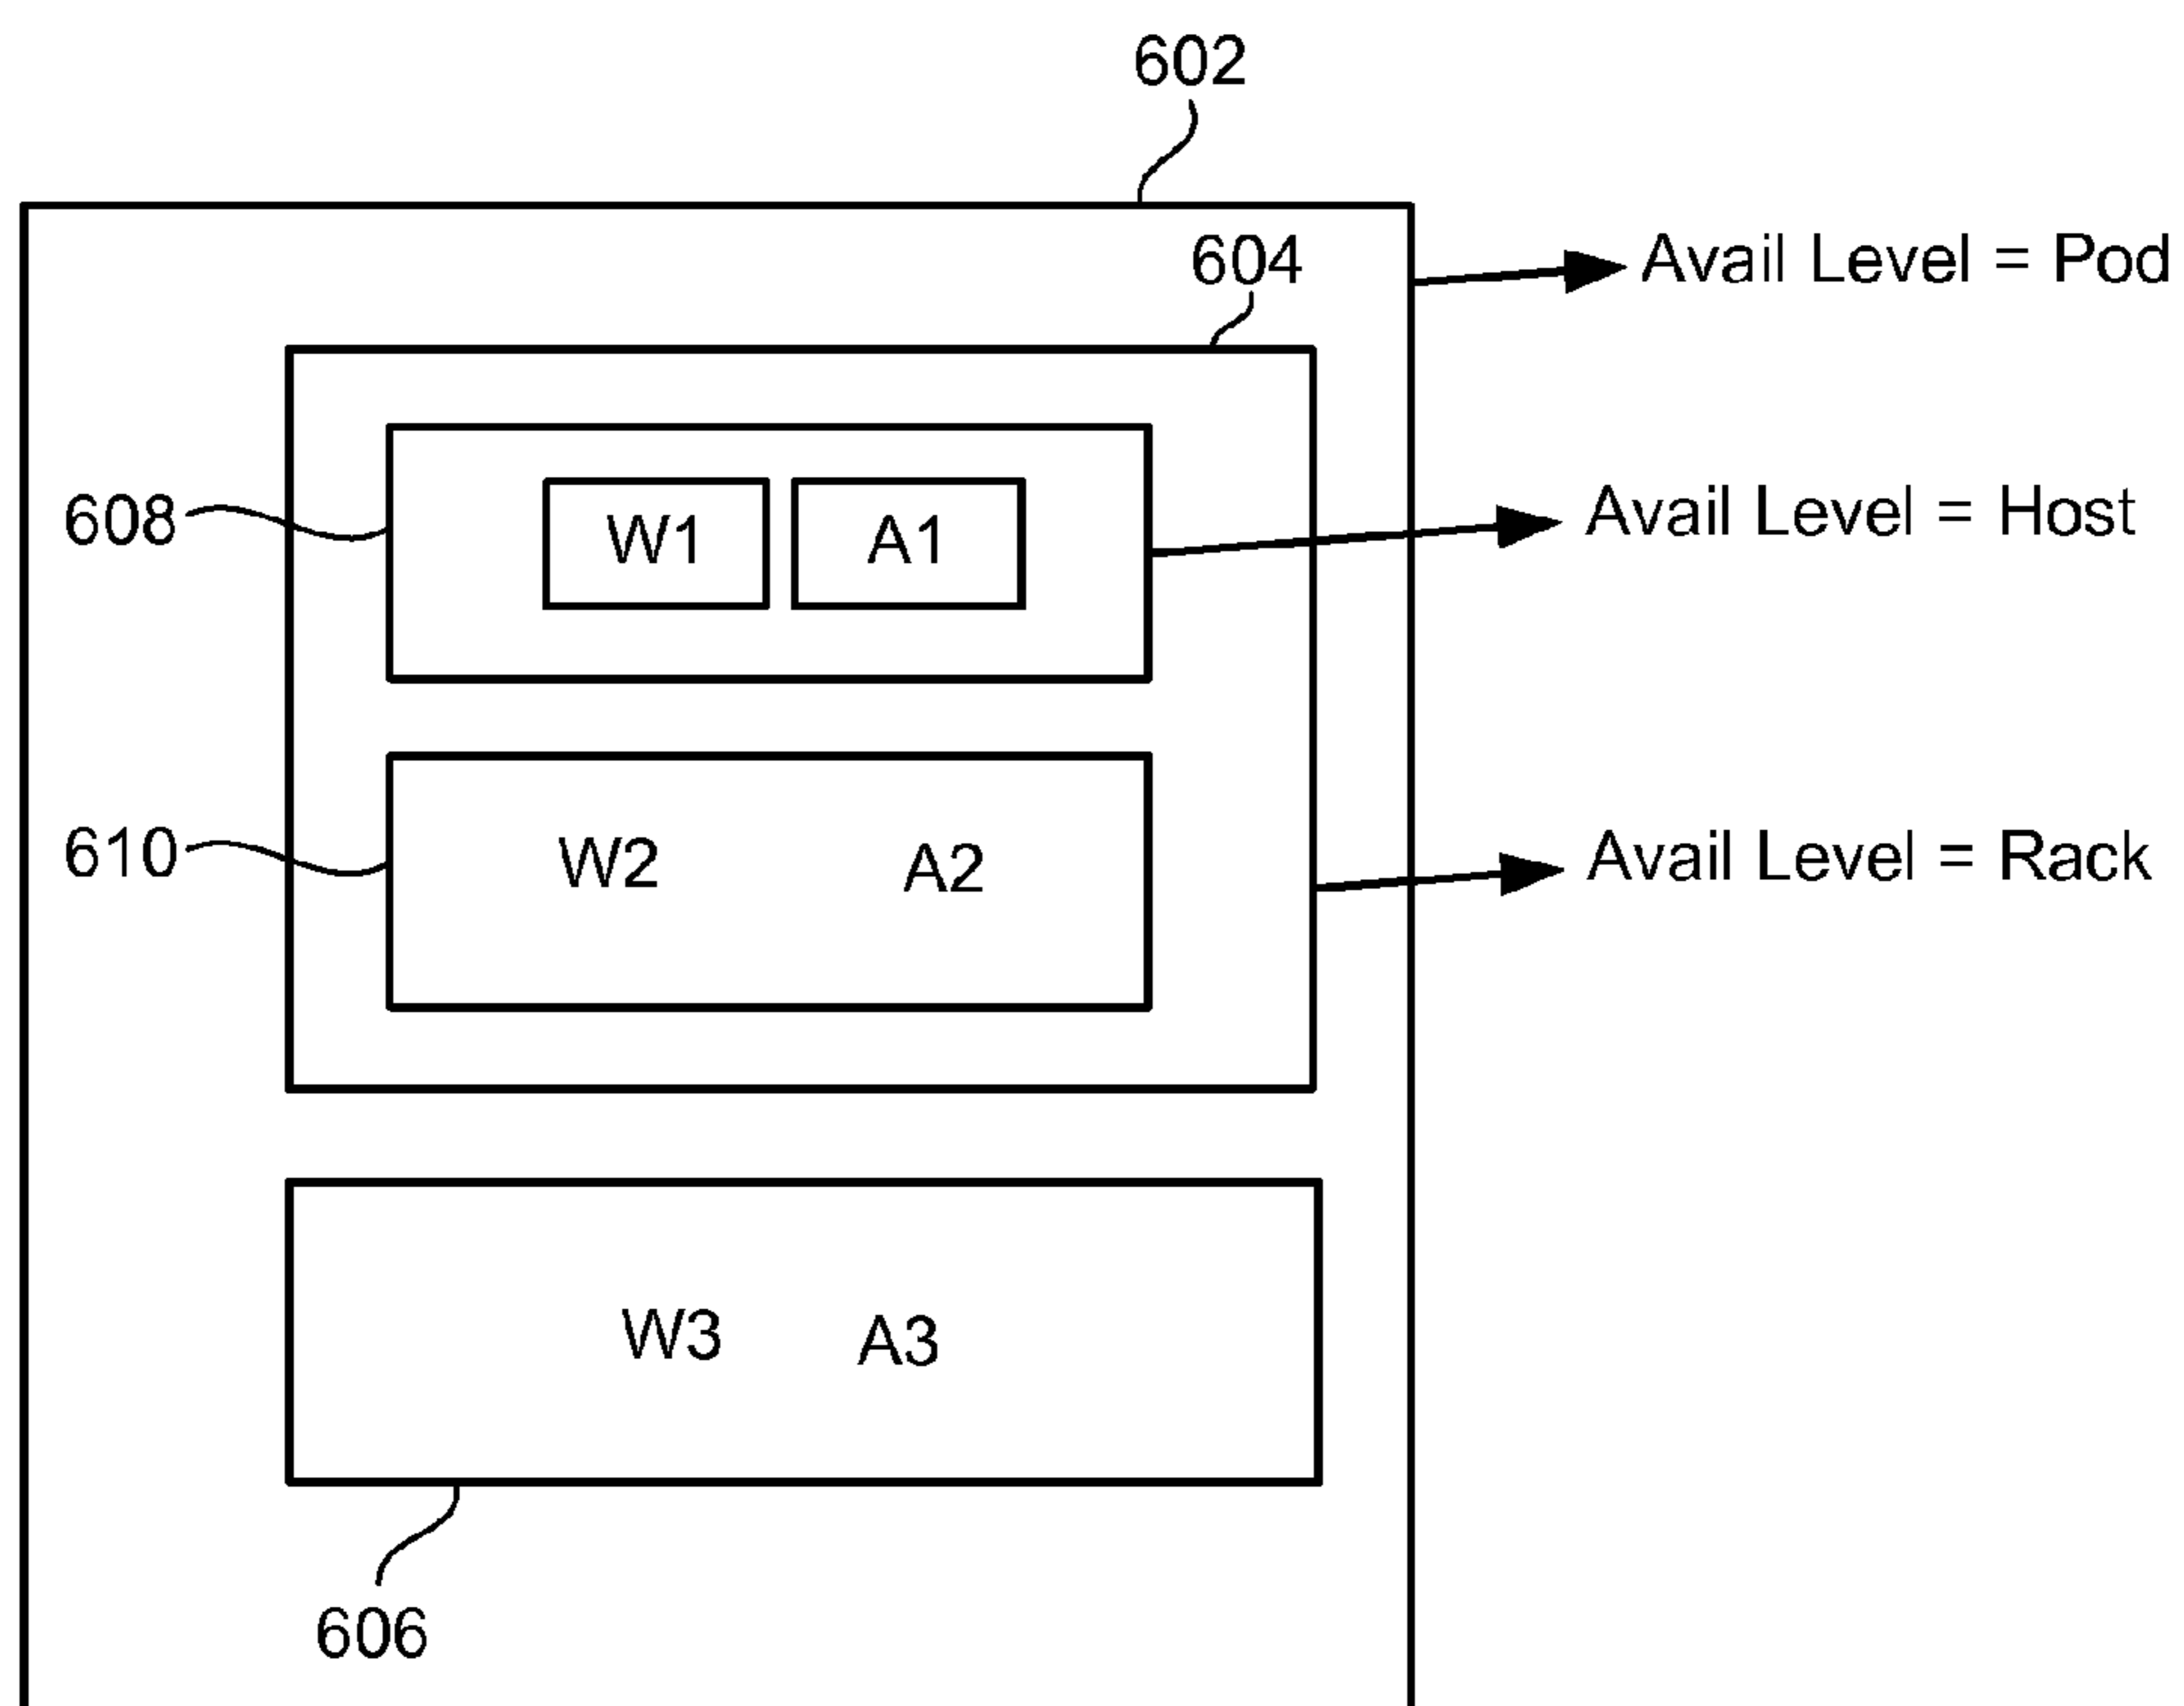 602
604
Avail Level = Pod
608
W1
A1
Avail Level = Host
610
W2
A2
Avail Level = Rack
W3
A3
606